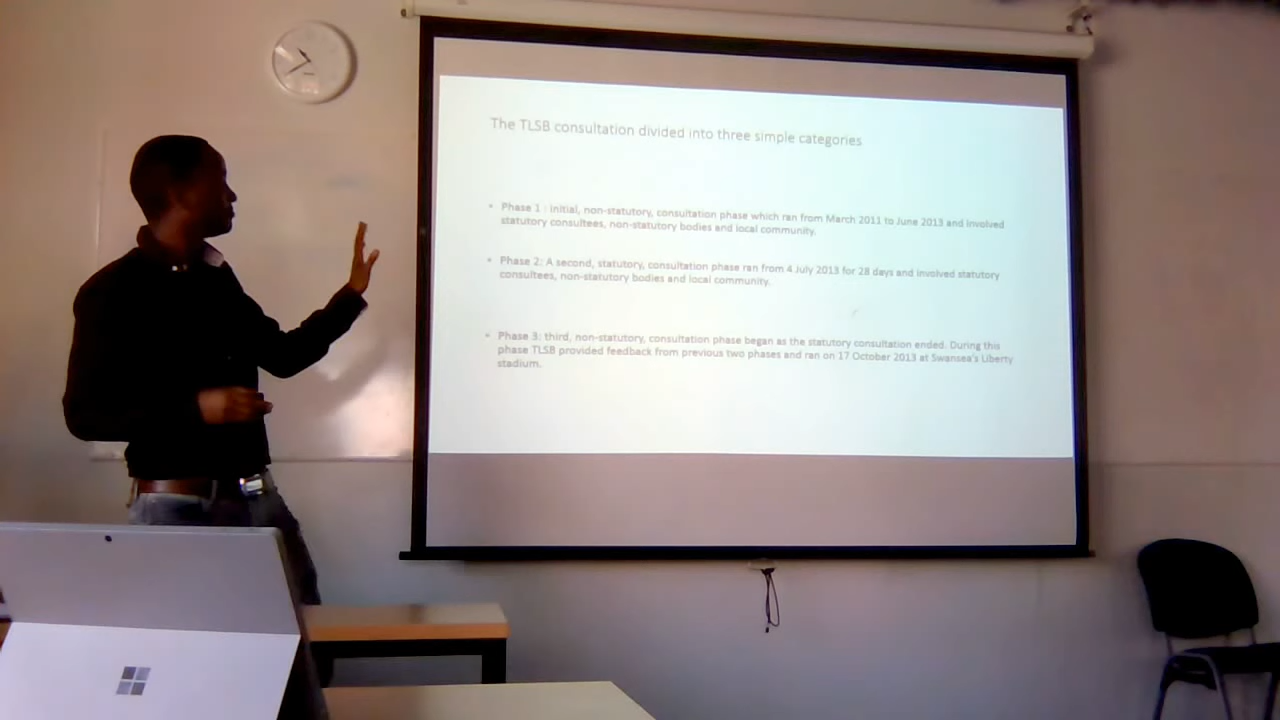 The TLSB consultation divided into three simple categories
• Phase 1 : initial, non-statutory, consultation phase which ran from March 2011 to June 2013 and involved
statutory consultees, non-statutory bodies and local community.
• Phase 2: A second, statutory, consultation phase ran from 4 July 2013 for 28 days and involved statutory
consultees, non-statutory bodies and local community.
• Phase 3: third, non-statutory, consultation phase began as the statutory consultation ended. During this
phase TLSB provided feedback from previous two phases and ran on 17 October 2013 at Swansea's Liberty
stadium.